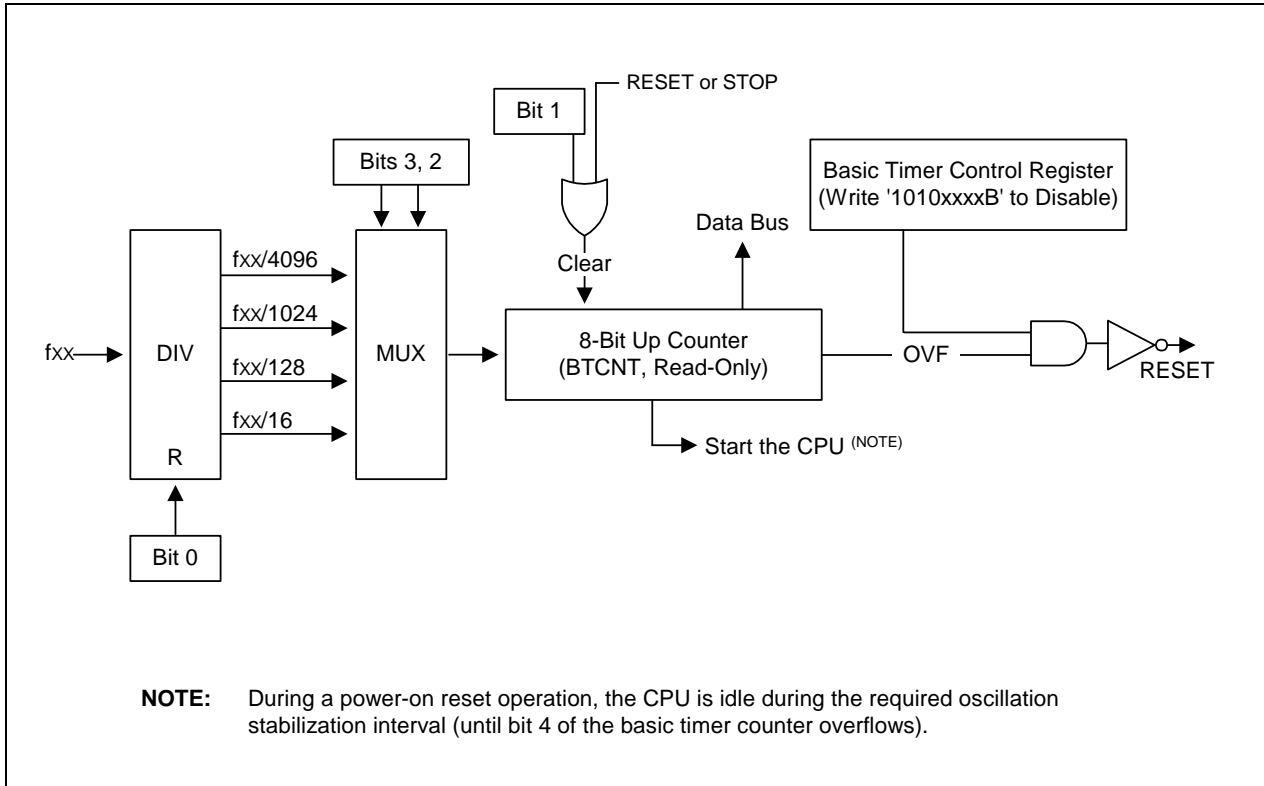 RESET or STOP
Bit 1
Bits 3, 2
Basic Timer Control Register
(Write '1010xxxxB' to Disable)
Data Bus
fxx/4096
Clear
fxx/1024
8-Bit Up Counter
(BTCNT, Read-Only)
fxx
DIV
MUX
OVF
RESET
fxx/128
fxx/16
R
Start the CPU (NOTE)
Bit 0
NOTE: During a power-on reset operation, the CPU is idle during the required oscillation
stabilization interval (until bit 4 of the basic timer counter overflows).